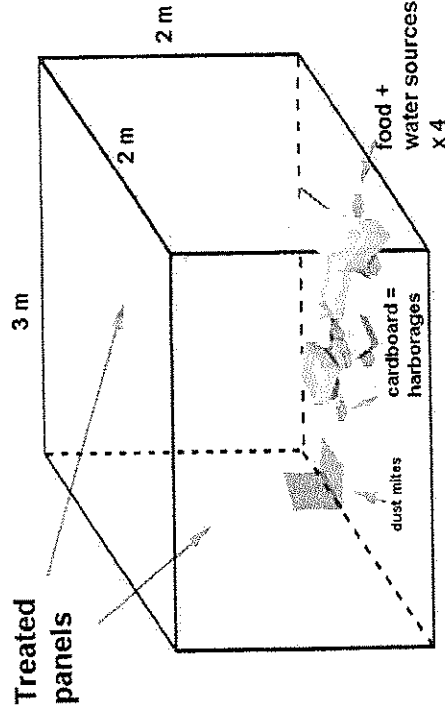 Treated
panels
3 m
2 m
2 m
dust mites
cardboard =
harborages
food +
water sources
x 4